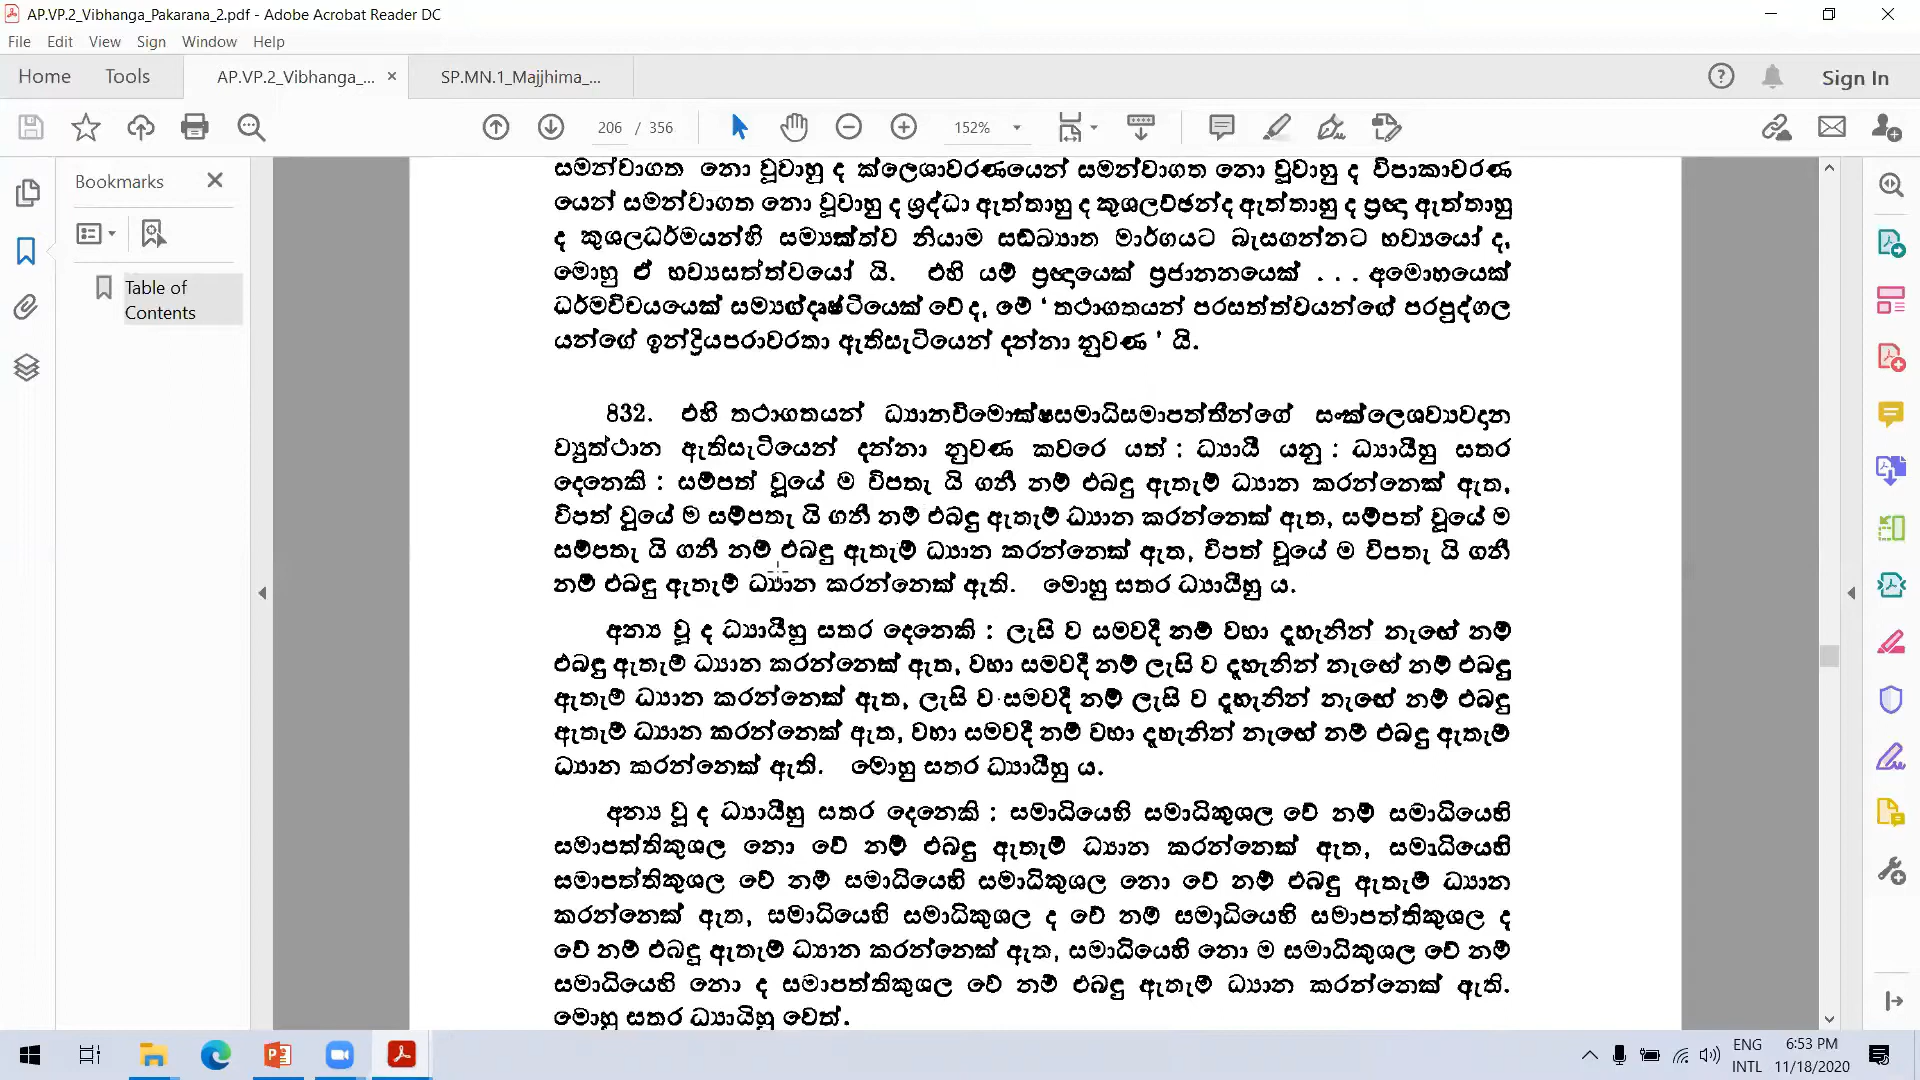 AP.VP.2_Vibhanga_Pakarana_2.pdf - Adobe Acrobat Reader DC
File Edit View Sign Window Help
Home Tools AP.VP.2_Vibhanga_... × SP.MN.1_Majjhima_... Sign In
206 / 356 152%
Bookmarks
Table of
Contents
සමන්වාගත නො වූවාහු ද ක්ලෙශාවරණයෙන් සමන්වාගත නො වූවාහු ද විපාකාවරණ
යෙන් සමන්වාගත නො වූවාහු ද ශ්‍රද්ධා ඇත්තාහු ද කුශලච්ඡන්ද ඇත්තාහු ද ප්‍රඥා ඇත්තාහු
ද කුශලධර්මයන්හි සම්‍යක්ත්ව නියාම සඞ්ඛ්‍යාත මාර්ගයට බැසගන්නට භව්‍යයෝ ද,
මොහු ඒ භව්‍යසත්ත්වයෝ යි. එහි යම් ප්‍රඥායෙක් ප්‍රජානනයෙක් . . . අමොහයෙක්
ධර්මවිචයයෙක් සම්‍යග්දෘෂ්ටියෙක් වේ ද, මේ ‘ තථාගතයන් පරසත්ත්වයන්ගේ පරපුද්ගල
යන්ගේ ඉන්ද්‍රියපරාවරතා ඇතිසැටියෙන් දන්නා නුවණ ’ යි.
832. එහි තථාගතයන් ධ්‍යානවිමොක්ෂසමාධිසමාපත්තීන්ගේ සංක්ලෙශව්‍යවදාන
ව්‍යුත්ථාන ඇතිසැටියෙන් දන්නා නුවණ කවරෙ යත් : ධ්‍යායී යනු : ධ්‍යායීහු සතර
දෙනෙකි : සම්පත් වූයේ ම විපතැ යි ගනී නම් එබඳු ඇතැම් ධ්‍යාන කරන්නෙක් ඇත,
විපත් වූයේ ම සම්පතැ යි ගනී නම් එබඳු ඇතැම් ධ්‍යාන කරන්නෙක් ඇත, සම්පත් වූයේ ම
සම්පතැ යි ගනී නම් එබඳු ඇතැම් ධ්‍යාන කරන්නෙක් ඇත, විපත් වූයේ ම විපතැ යි ගනී
නම් එබඳු ඇතැම් ධ්‍යාන කරන්නෙක් ඇති. මොහු සතර ධ්‍යායීහු ය.
අන්‍ය වූ ද ධ්‍යායීහු සතර දෙනෙකි : ලැසි ව සමවදී නම් වහා දැහැනින් නැඟේ නම්
එබඳු ඇතැම් ධ්‍යාන කරන්නෙක් ඇත, වහා සමවදී නම් ලැසි ව දැහැනින් නැඟේ නම් එබඳු
ඇතැම් ධ්‍යාන කරන්නෙක් ඇත, ලැසි ව සමවදී නම් ලැසි ව දැහැනින් නැඟේ නම් එබඳු
ඇතැම් ධ්‍යාන කරන්නෙක් ඇත, වහා සමවදී නම් වහා දැහැනින් නැඟේ නම් එබඳු ඇතැම්
ධ්‍යාන කරන්නෙක් ඇති. මොහු සතර ධ්‍යායීහු ය.
අන්‍ය වූ ද ධ්‍යායීහු සතර දෙනෙකි : සමාධියෙහි සමාධිකුශල වේ නම් සමාධියෙහි
සමාපත්තිකුශල නො වේ නම් එබඳු ඇතැම් ධ්‍යාන කරන්නෙක් ඇත, සමාධියෙහි
සමාපත්තිකුශල වේ නම් සමාධියෙහි සමාධිකුශල නො වේ නම් එබඳු ඇතැම් ධ්‍යාන
කරන්නෙක් ඇත, සමාධියෙහි සමාධිකුශල ද වේ නම් සමාධියෙහි සමාපත්තිකුශල ද
වේ නම් එබඳු ඇතැම් ධ්‍යාන කරන්නෙක් ඇත, සමාධියෙහි නො ම සමාධිකුශල වේ නම්
සමාධියෙහි නො ද සමාපත්තිකුශල වේ නම් එබඳු ඇතැම් ධ්‍යාන කරන්නෙක් ඇති.
මොහු සතර ධ්‍යායීහු වෙත්.
ENG 6:53 PM
INTL 11/18/2020